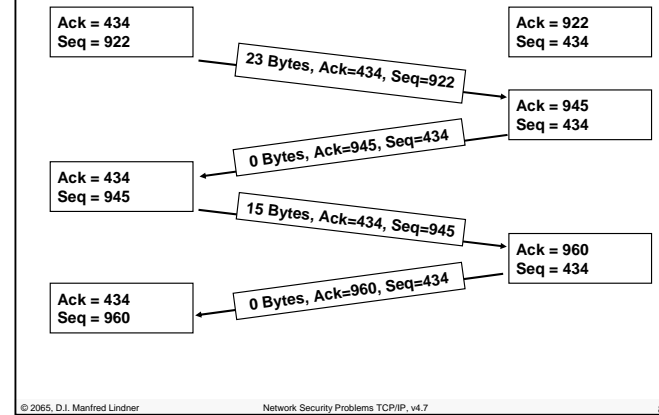 Ack = 434
Seq = 922
Ack = 922
Seq = 434
23 Bytes, Ack=434, Seq=922
Ack = 945
Seq = 434
0 Bytes, Ack=945, Seq=434
Ack = 434
Seq = 945
15 Bytes, Ack=434, Seq=945
Ack = 960
Seq = 434
0 Bytes, Ack=960, Seq=434
Ack = 434
Seq = 960
© 2065, D.I. Manfred Lindner
Network Security Problems TCP/IP, v4.7